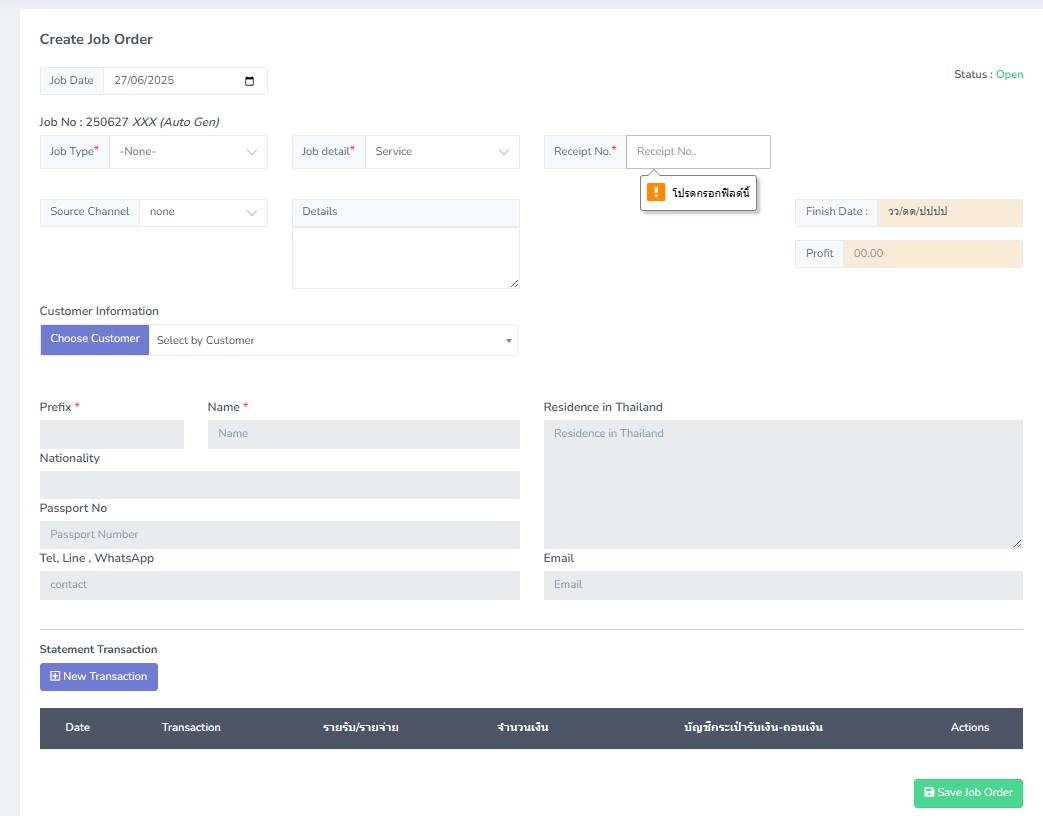 Create Job Order
Job Date 27/06/2025
Status : Open
Job No : 250627 XXX (Auto Gen)
Job Type* -None- Job detail* Service Receipt No.* Receipt No..
โปรดกรอกฟิลด์นี้
Source Channel none Details Finish Date : วว/ดด/ปปปป
Profit 00.00
Customer Information
Choose Customer Select by Customer
Prefix * Name * Residence in Thailand
Name Residence in Thailand
Nationality
Passport No
Passport Number
Tel, Line , WhatsApp Email
contact Email
Statement Transaction
New Transaction
Date Transaction รายรับ/รายจ่าย จำนวนเงิน บัญชีกระเป๋ารับเงิน-ถอนเงิน Actions
Save Job Order